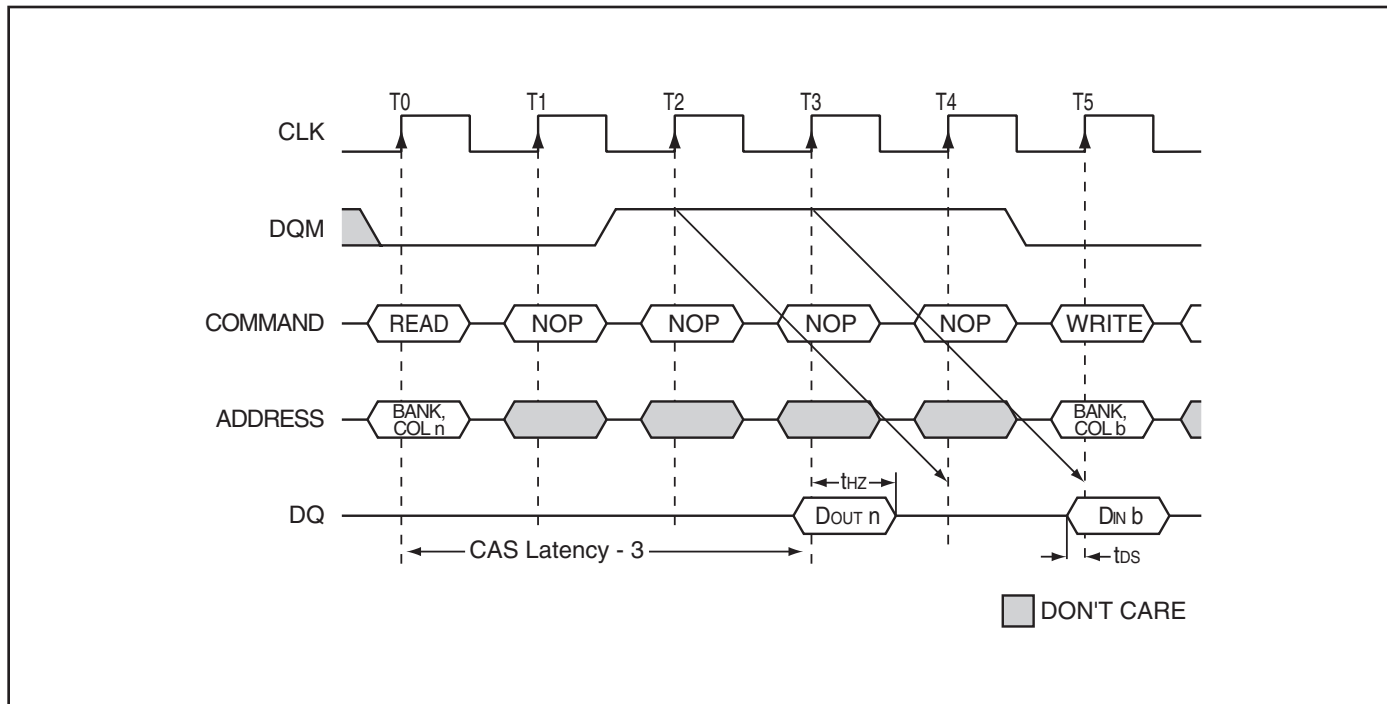 T0 T1 T2 T3 T4 T5
CLK
DQM
COMMAND READ NOP NOP NOP NOP WRITE
ADDRESS BANK, COL n BANK, COL b
tHZ
DQ DOUT n DIN b
CAS Latency - 3 tDS
DON'T CARE